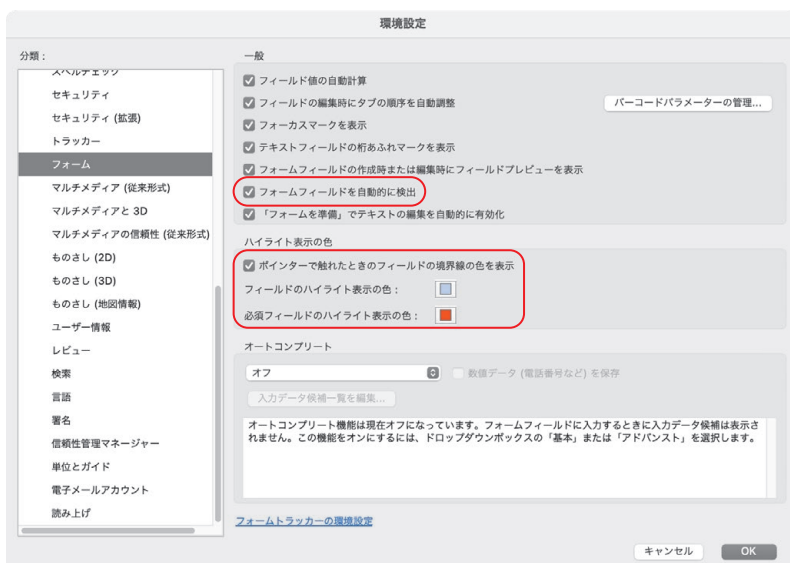 環境設定
分類：
スペルチェック
セキュリティ
セキュリティ (拡張)
トラッカー
フォーム
マルチメディア (従来形式)
マルチメディアと 3D
マルチメディアの信頼性 (従来形式)
ものさし (2D)
ものさし (3D)
ものさし (地図情報)
ユーザー情報
レビュー
検索
言語
署名
信頼性管理マネージャー
単位とガイド
電子メールアカウント
読み上げ
一般
フィールド値の自動計算
フィールドの編集時にタブの順序を自動調整
バーコードパラメーターの管理...
フォーカスマークを表示
テキストフィールドの桁あふれマークを表示
フォームフィールドの作成時または編集時にフィールドプレビューを表示
フォームフィールドを自動的に検出
「フォームを準備」でテキストの編集を自動的に有効化
ハイライト表示の色
ポインターで触れたときのフィールドの境界線の色を表示
フィールドのハイライト表示の色：
必須フィールドのハイライト表示の色：
オートコンプリート
オフ
数値データ (電話番号など) を保存
入力データ候補一覧を編集...
オートコンプリート機能は現在オフになっています。フォームフィールドに入力するときに入力データ候補は表示さ
れません。この機能をオンにするには、ドロップダウンボックスの「基本」または「アドバンスト」を選択します。
フォームトラッカーの環境設定
キャンセル
OK